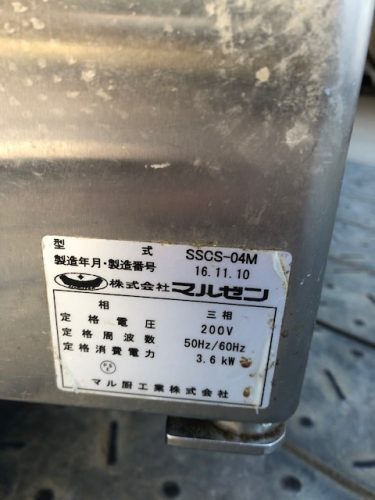 型式 SSCS-04M
製造年月・製造番号 16.11.10
株式会社マルゼン
相 三相
定格電圧 200V
定格周波数 50Hz/60Hz
定格消費電力 3.6kW
マル厨工業株式会社